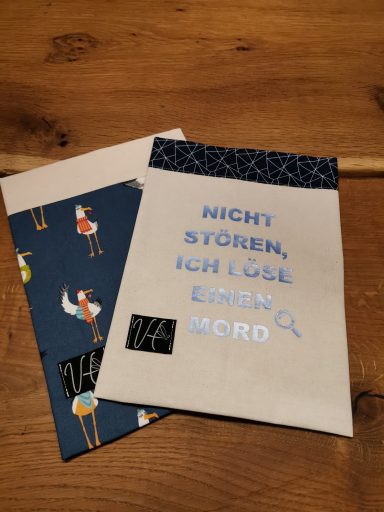 NICHT
STÖREN,
ICH LÖSE
EINEN
MORD